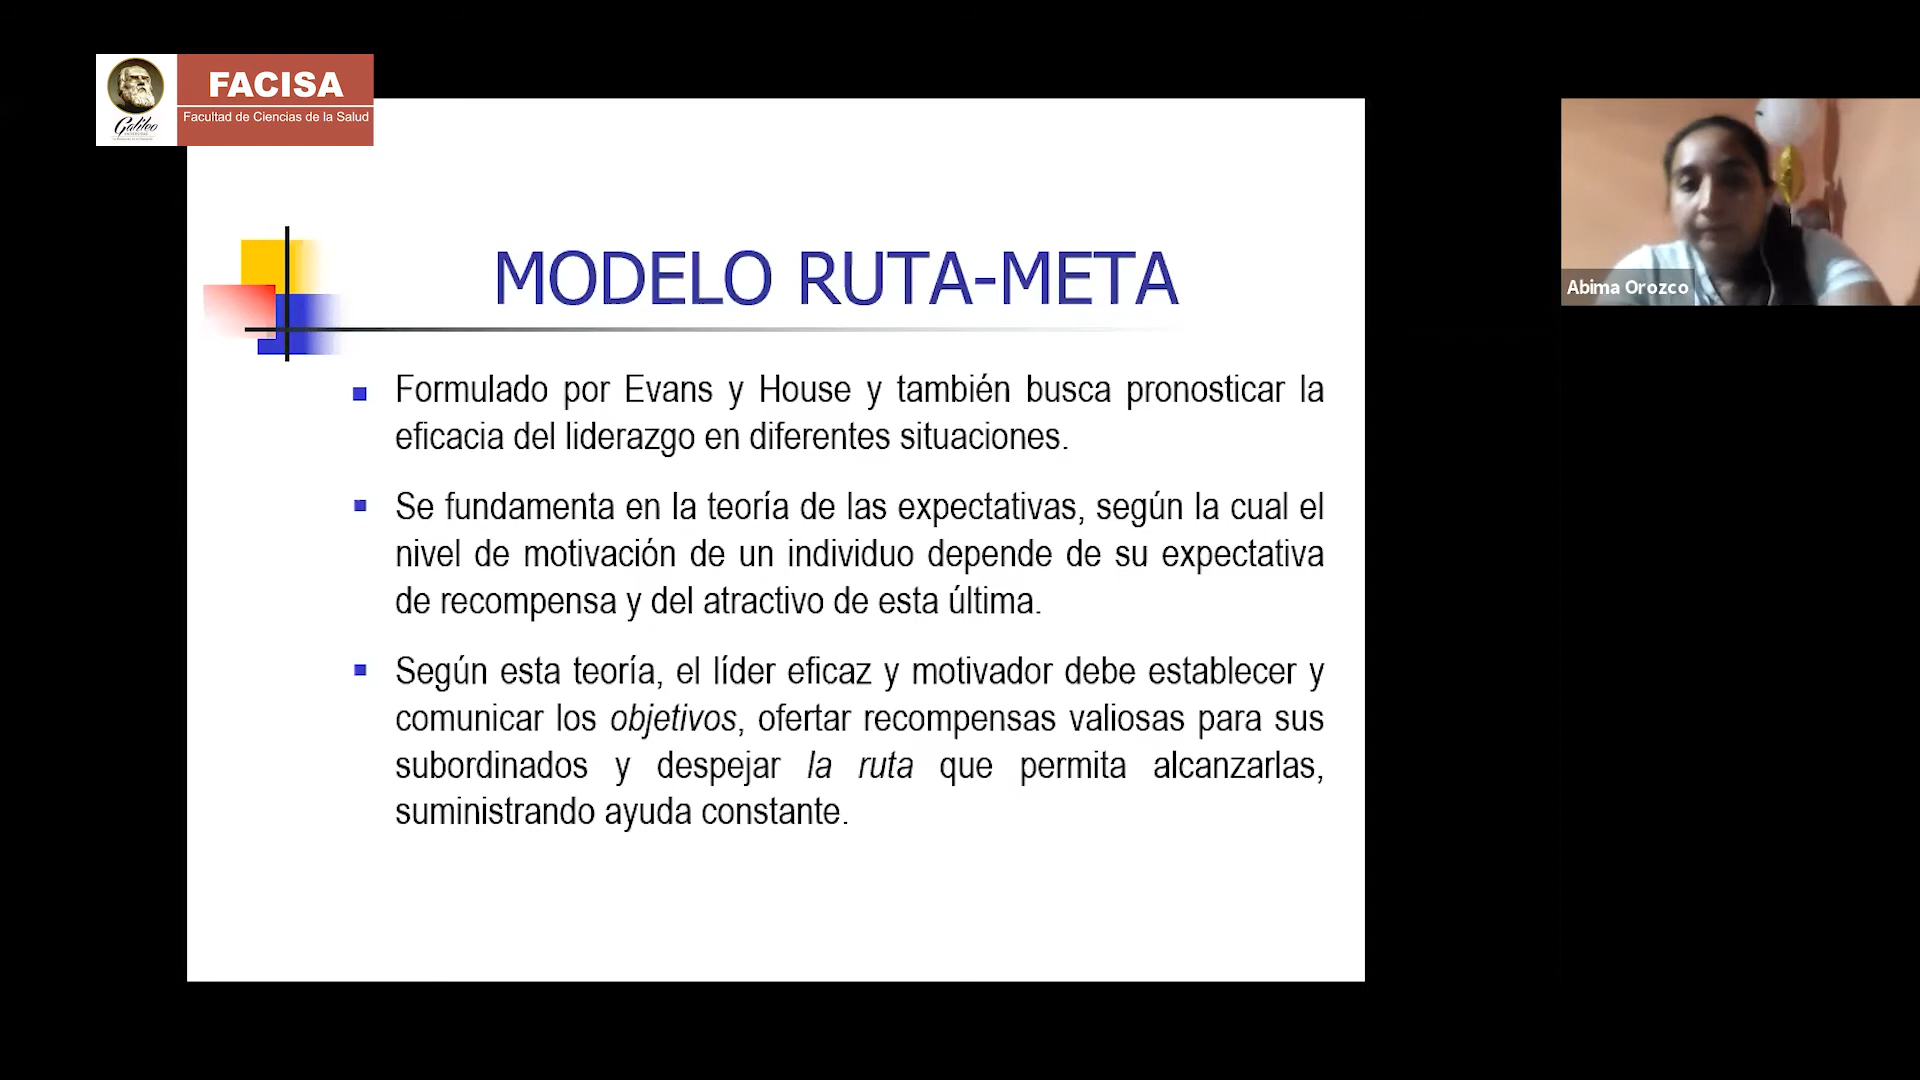 FACISA
Facultad de Ciencias de la Salud
Galileo
MODELO RUTA-META
Formulado por Evans y House y también busca pronosticar la
eficacia del liderazgo en diferentes situaciones.
Se fundamenta en la teoría de las expectativas, según la cual el
nivel de motivación de un individuo depende de su expectativa
de recompensa y del atractivo de esta última.
Según esta teoría, el líder eficaz y motivador debe establecer y
comunicar los objetivos, ofertar recompensas valiosas para sus
subordinados y despejar la ruta que permita alcanzarlas,
suministrando ayuda constante.
Abima Orozco